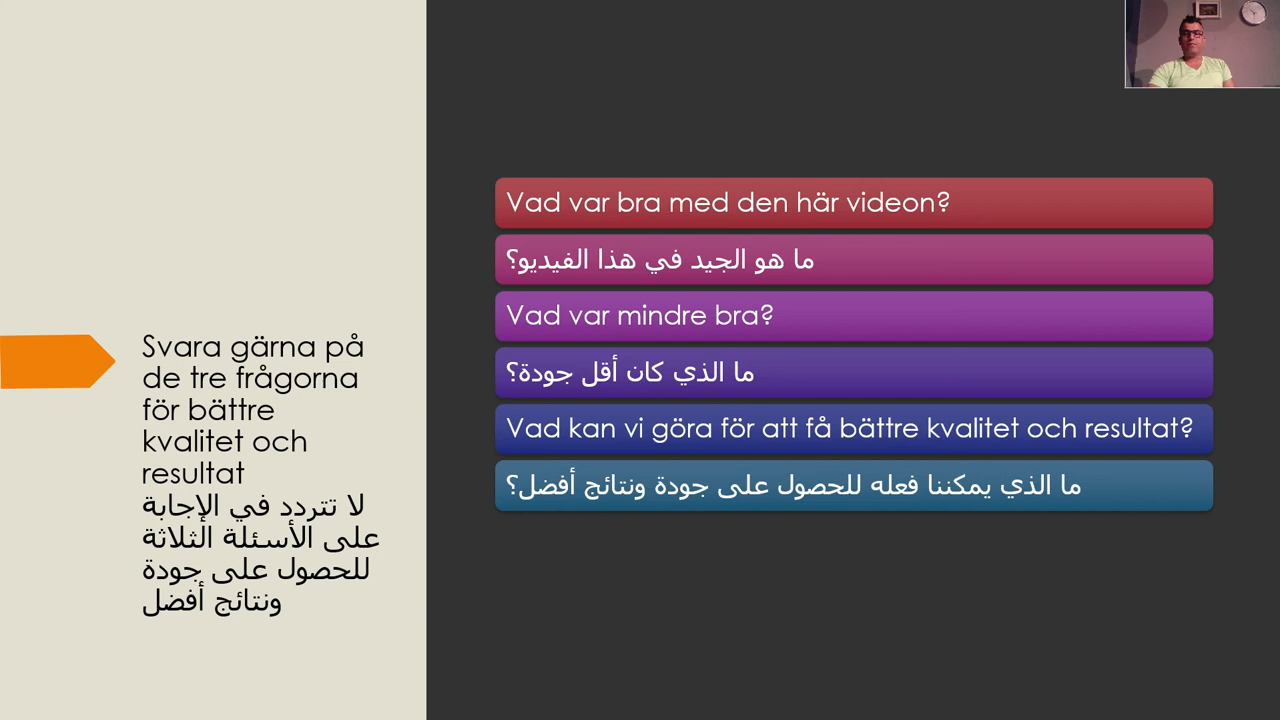 Svara gärna på
de tre frågorna
för bättre
kvalitet och
resultat
لا تتردد في الإجابة
على الأسئلة الثلاثة
للحصول على جودة
ونتائج أفضل
Vad var bra med den här videon?
ما هو الجيد في هذا الفيديو؟
Vad var mindre bra?
ما الذي كان أقل جودة؟
Vad kan vi göra för att få bättre kvalitet och resultat?
ما الذي يمكننا فعله للحصول على جودة ونتائج أفضل؟